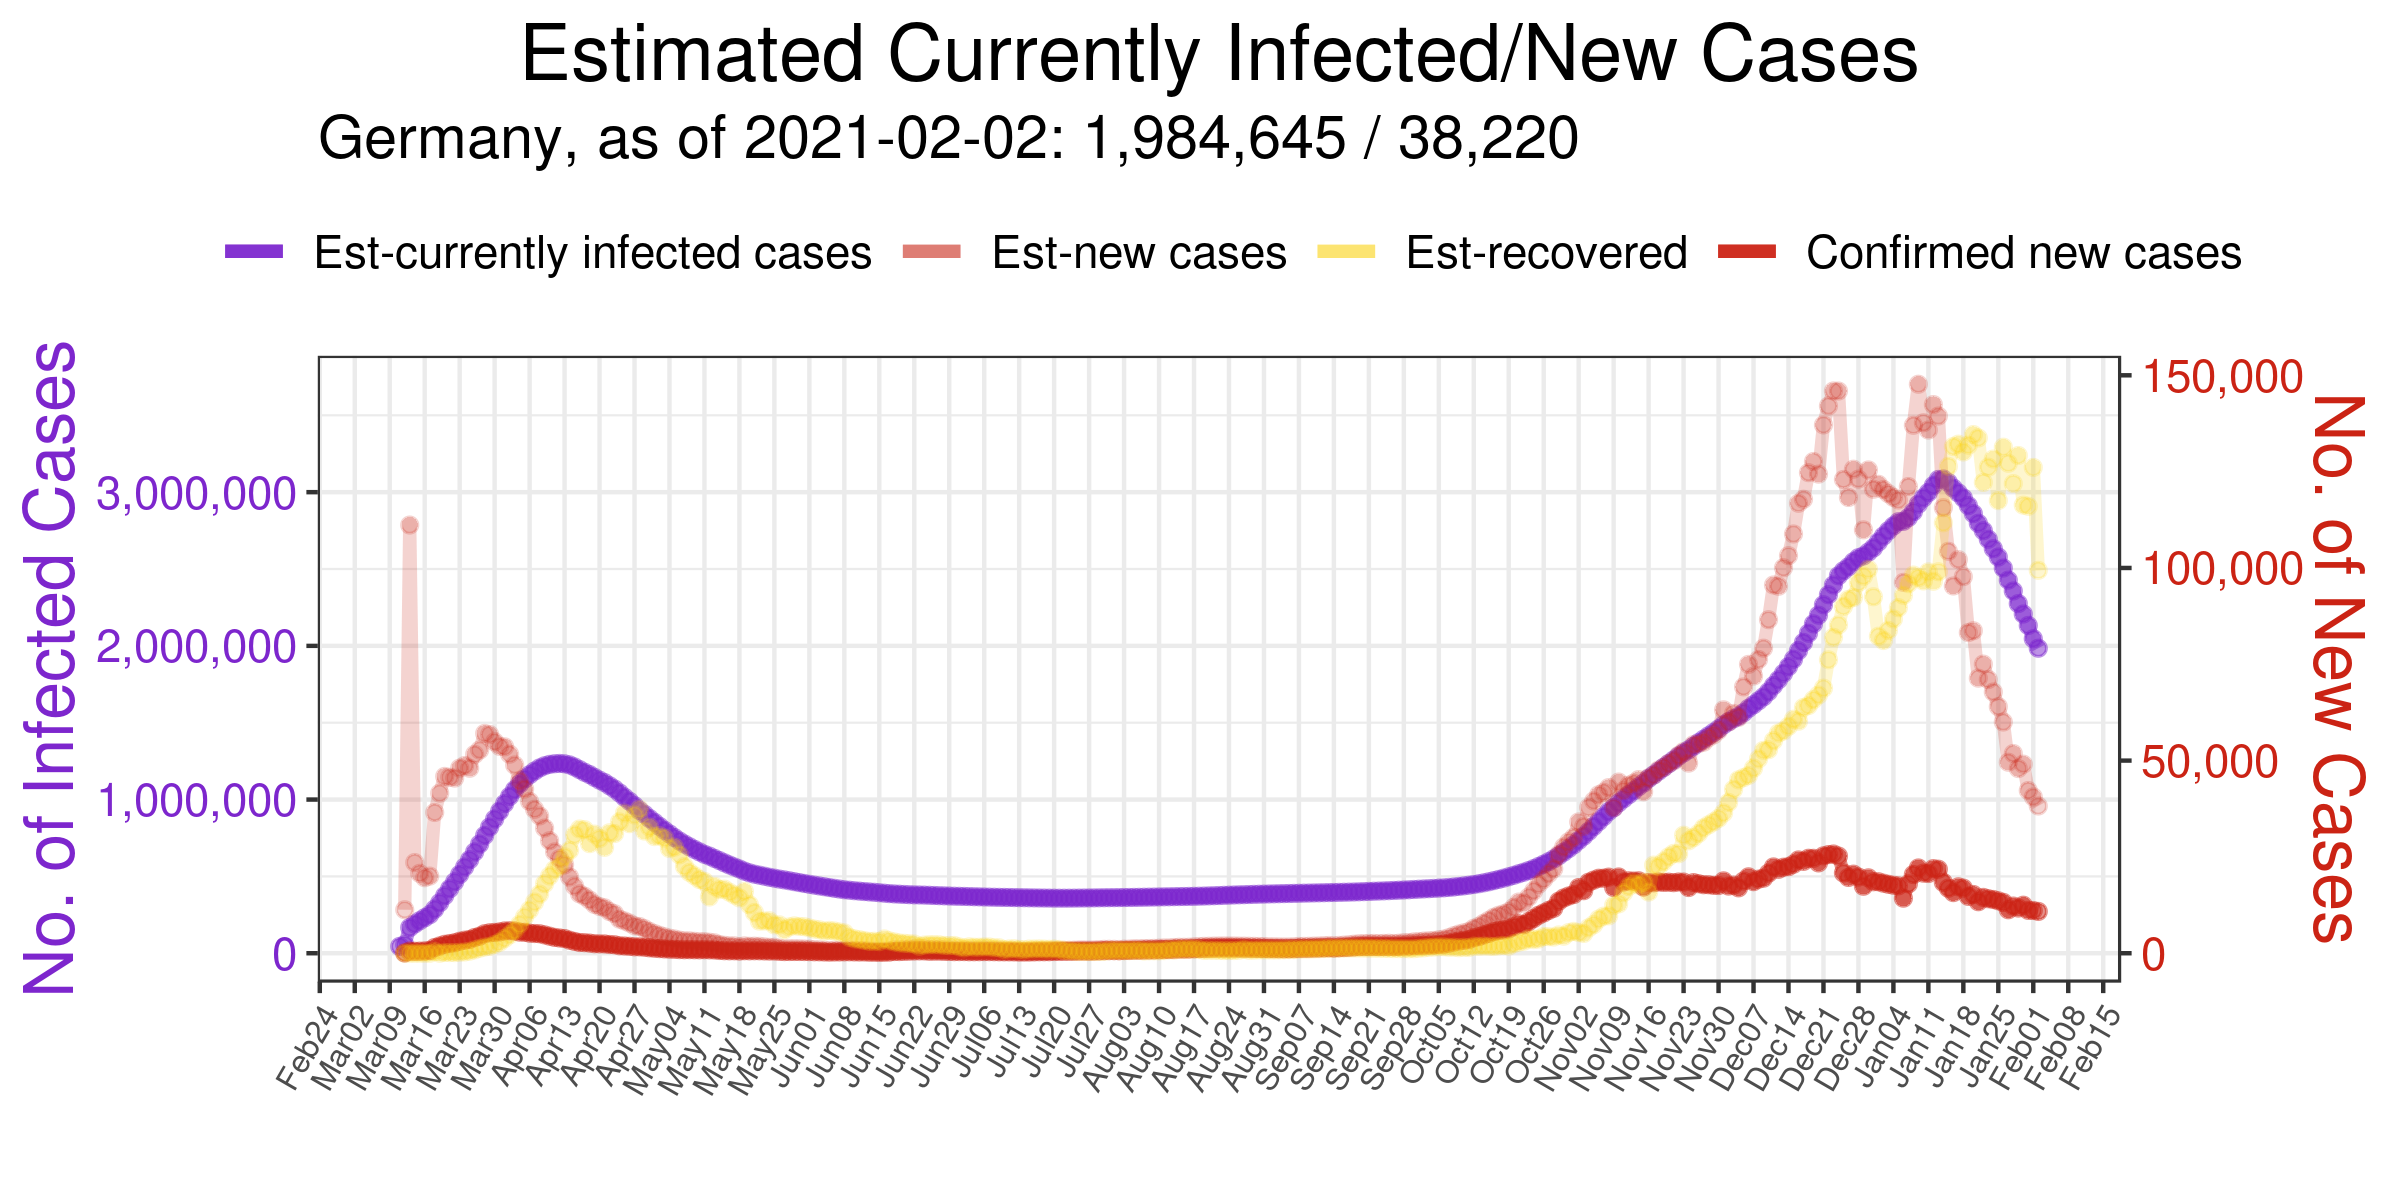 Estimated Currently Infected/New Cases
Germany, as of 2021-02-02: 1,984,645 / 38,220
Est-currently infected cases Est-new cases Est-recovered Confirmed new cases
No. of Infected Cases
3,000,000
2,000,000
1,000,000
0
150,000
100,000
50,000
0
No. of New Cases
Feb24 Mar02 Mar09 Mar16 Mar23 Mar30 Apr06 Apr13 Apr20 Apr27 May04 May11 May18 May25 Jun01 Jun08 Jun15 Jun22 Jun29 Jul06 Jul13 Jul20 Jul27 Aug03 Aug10 Aug17 Aug24 Aug31 Sep07 Sep14 Sep21 Sep28 Oct05 Oct12 Oct19 Oct26 Nov02 Nov09 Nov16 Nov23 Nov30 Dec07 Dec14 Dec21 Dec28 Jan04 Jan11 Jan18 Jan25 Feb01 Feb08 Feb15